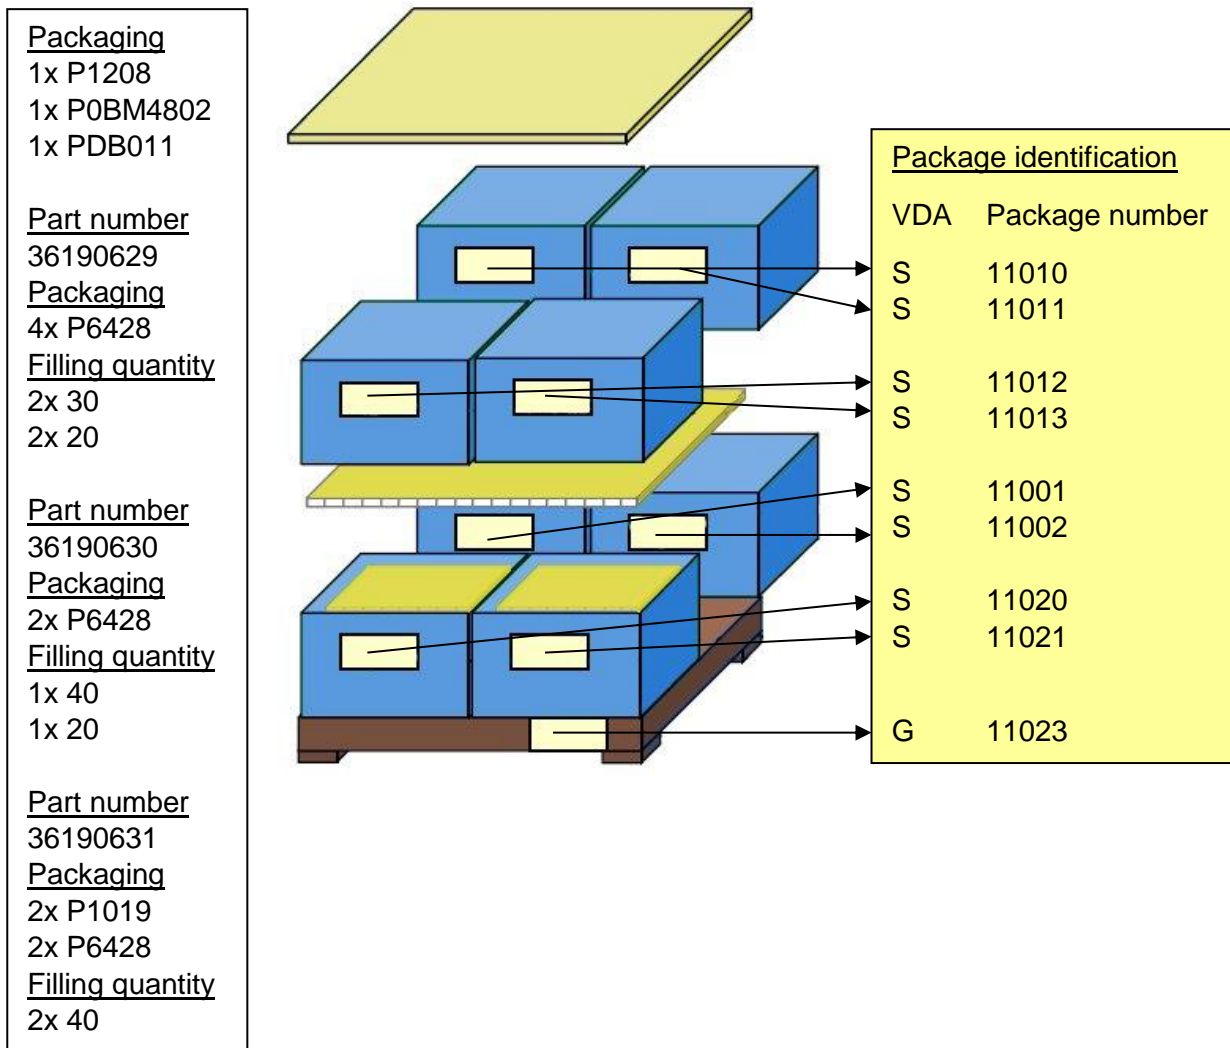 Packaging
1x P1208
1x P0BM4802
1x PDB011
Part number
36190629
Packaging
4x P6428
Filling quantity
2x 30
2x 20
Part number
36190630
Packaging
2x P6428
Filling quantity
1x 40
1x 20
Part number
36190631
Packaging
2x P1019
2x P6428
Filling quantity
2x 40
Package identification
VDA Package number
S 11010
S 11011
S 11012
S 11013
S 11001
S 11002
S 11020
S 11021
G 11023